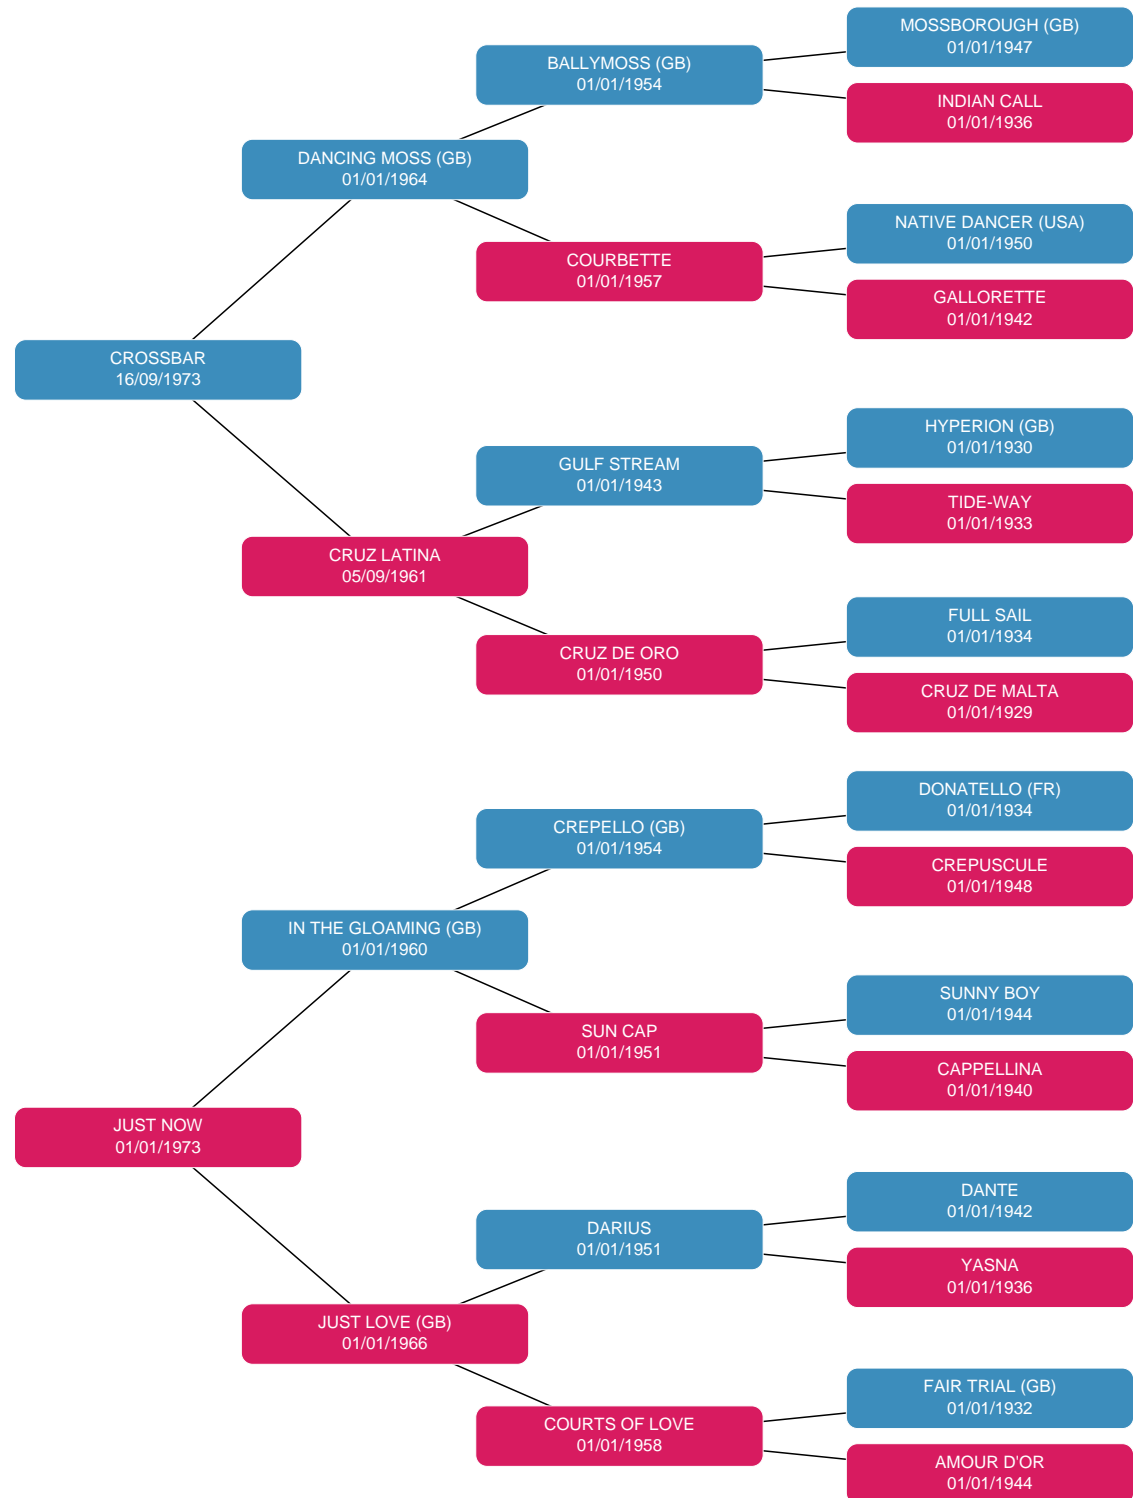 MOSSBOROUGH (GB)
01/01/1947
BALLYMOSS (GB)
01/01/1954
INDIAN CALL
01/01/1936
DANCING MOSS (GB)
01/01/1964
NATIVE DANCER (USA)
01/01/1950
COURBETTE
01/01/1957
GALLORETTE
01/01/1942
CROSSBAR
16/09/1973
HYPERION (GB)
01/01/1930
GULF STREAM
01/01/1943
TIDE-WAY
01/01/1933
CRUZ LATINA
05/09/1961
FULL SAIL
01/01/1934
CRUZ DE ORO
01/01/1950
CRUZ DE MALTA
01/01/1929
DONATELLO (FR)
01/01/1934
CREPELLO (GB)
01/01/1954
CREPUSCULE
01/01/1948
IN THE GLOAMING (GB)
01/01/1960
SUNNY BOY
01/01/1944
SUN CAP
01/01/1951
CAPPELLINA
01/01/1940
JUST NOW
01/01/1973
DANTE
01/01/1942
DARIUS
01/01/1951
YASNA
01/01/1936
JUST LOVE (GB)
01/01/1966
FAIR TRIAL (GB)
01/01/1932
COURTS OF LOVE
01/01/1958
AMOUR D'OR
01/01/1944